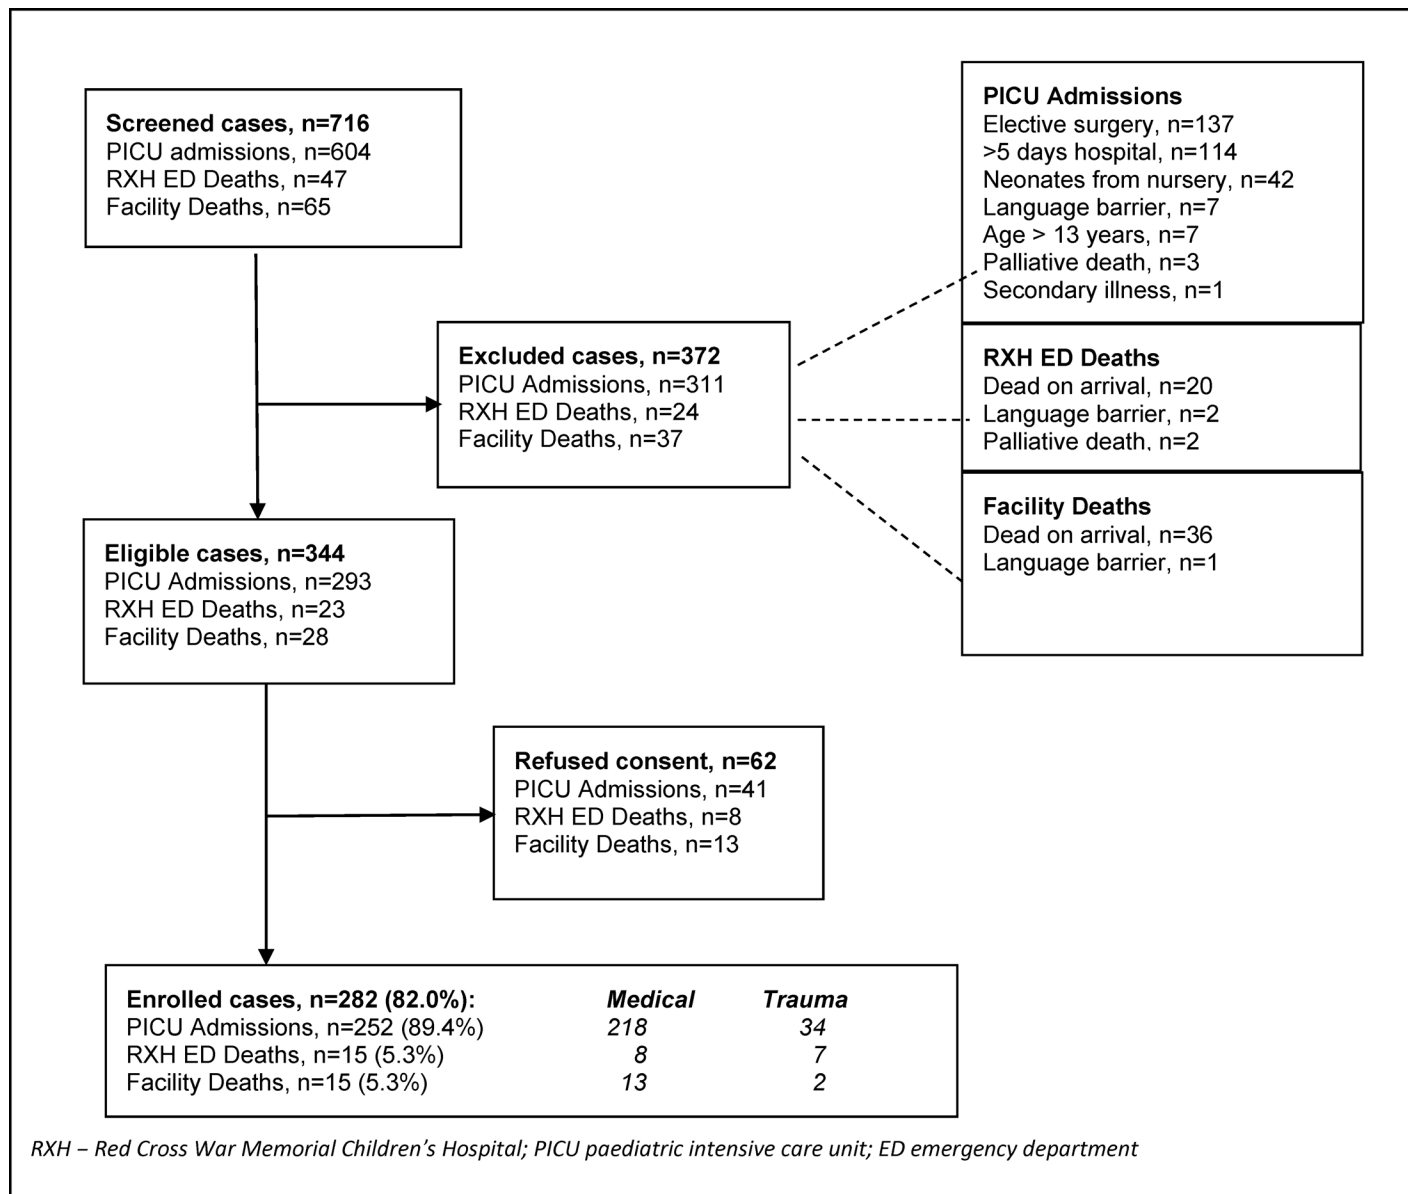 Screened cases, n=716
PICU admissions, n=604
RXH ED Deaths, n=47
Facility Deaths, n=65
PICU Admissions
Elective surgery, n=137
>5 days hospital, n=114
Neonates from nursery, n=42
Language barrier, n=7
Age > 13 years, n=7
Palliative death, n=3
Secondary illness, n=1
Excluded cases, n=372
PICU Admissions, n=311
RXH ED Deaths, n=24
Facility Deaths, n=37
RXH ED Deaths
Dead on arrival, n=20
Language barrier, n=2
Palliative death, n=2
Facility Deaths
Dead on arrival, n=36
Language barrier, n=1
Eligible cases, n=344
PICU Admissions, n=293
RXH ED Deaths, n=23
Facility Deaths, n=28
Refused consent, n=62
PICU Admissions, n=41
RXH ED Deaths, n=8
Facility Deaths, n=13
Enrolled cases, n=282 (82.0%): Medical Trauma
PICU Admissions, n=252 (89.4%) 218 34
RXH ED Deaths, n=15 (5.3%) 8 7
Facility Deaths, n=15 (5.3%) 13 2
RXH – Red Cross War Memorial Children’s Hospital; PICU paediatric intensive care unit; ED emergency department